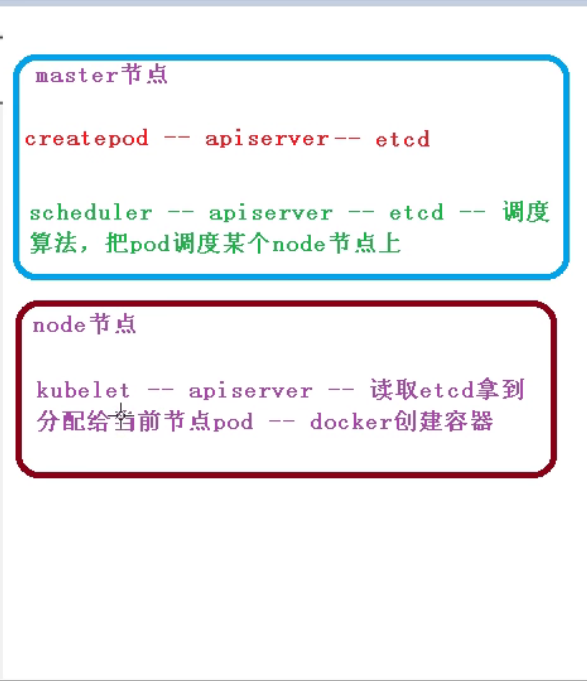 master节点
createpod -- apiserver -- etcd
scheduler -- apiserver -- etcd -- 调度
算法，把pod调度某个node节点上
node节点
kubelet -- apiserver -- 读取etcd拿到
分配给当前节点pod -- docker创建容器